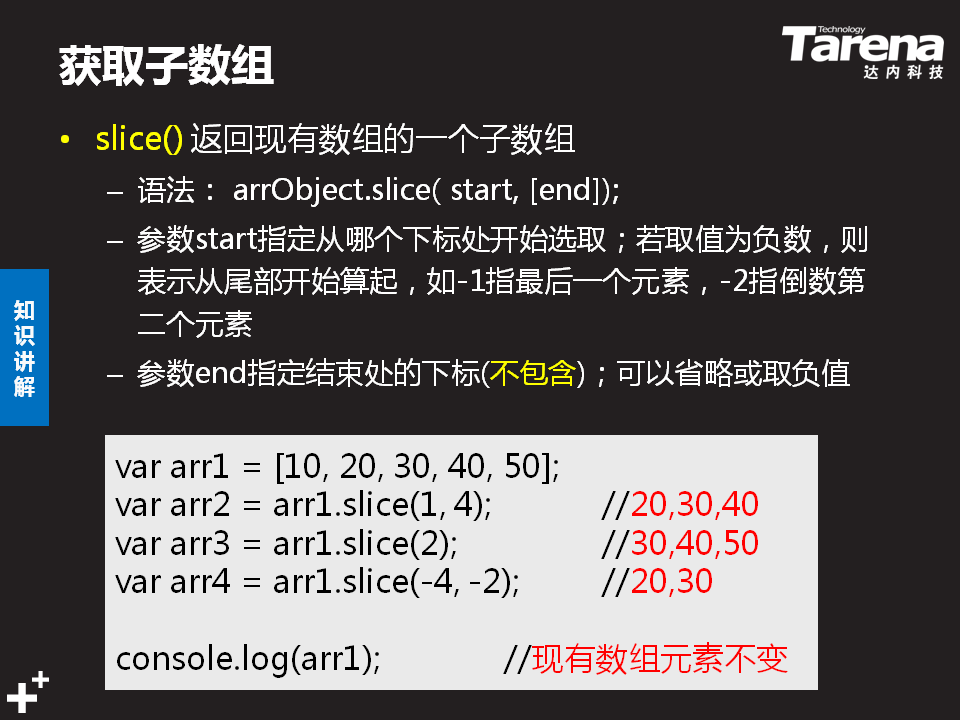 获取子数组
Technology
Tarena
达内科技
• slice() 返回现有数组的一个子数组
– 语法： arrObject.slice( start, [end]);
– 参数start指定从哪个下标处开始选取；若取值为负数，则
表示从尾部开始算起，如-1指最后一个元素，-2指倒数第
二个元素
– 参数end指定结束处的下标(不包含)；可以省略或取负值
知识讲解
var arr1 = [10, 20, 30, 40, 50];
var arr2 = arr1.slice(1, 4); //20,30,40
var arr3 = arr1.slice(2); //30,40,50
var arr4 = arr1.slice(-4, -2); //20,30
console.log(arr1); //现有数组元素不变